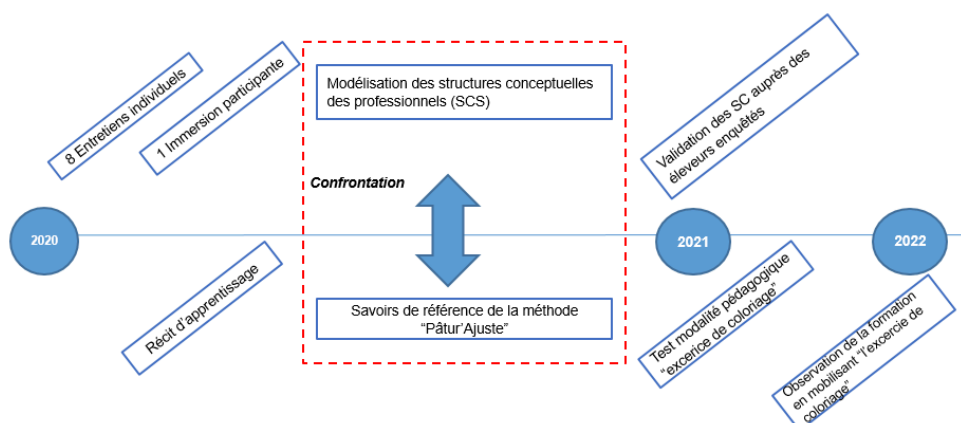 8 Entretiens individuels
1 Immersion participante
Modélisation des structures conceptuelles
des professionnels (SCS)
Validation des SC auprès des
éleveurs enquêtés
Confrontation
2020
2021
2022
Récit d'apprentissage
Savoirs de référence de la méthode
"Pâtur'Ajuste"
Test modalité pédagogique
"excerice de coloriage"
Observation de la formation
en mobilisant "l'excercie de
coloriage"